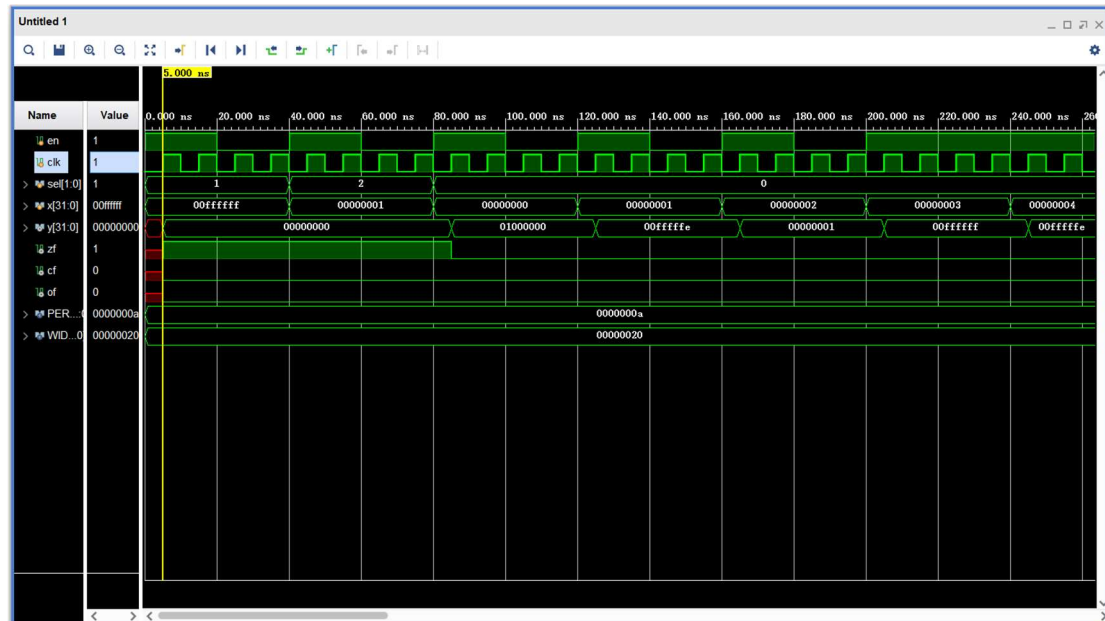 Untitled 1
5.000 ns
Name Value 0.000 ns 20.000 ns 40.000 ns 60.000 ns 80.000 ns 100.000 ns 120.000 ns 140.000 ns 160.000 ns 180.000 ns 200.000 ns 220.000 ns 240.000 ns 26
en 1
clk 1
sel[1:0] 1 1 2 0
x[31:0] 00ffffff 00ffffff 00000001 00000000 00000001 00000002 00000003 00000004
y[31:0] 00000000 00000000 01000000 00fffffe 00000001 00ffffff 00fffffe
zf 1
cf 0
of 0
PER...:( 0000000a 0000000a
WID...0] 00000020 00000020